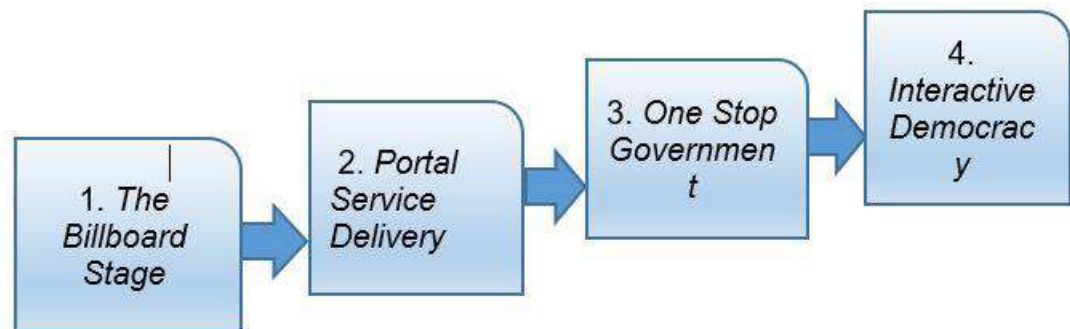 1. The
Billboard
Stage
2. Portal
Service
Delivery
3. One Stop
Governmen
t
4.
Interactive
Democrac
y